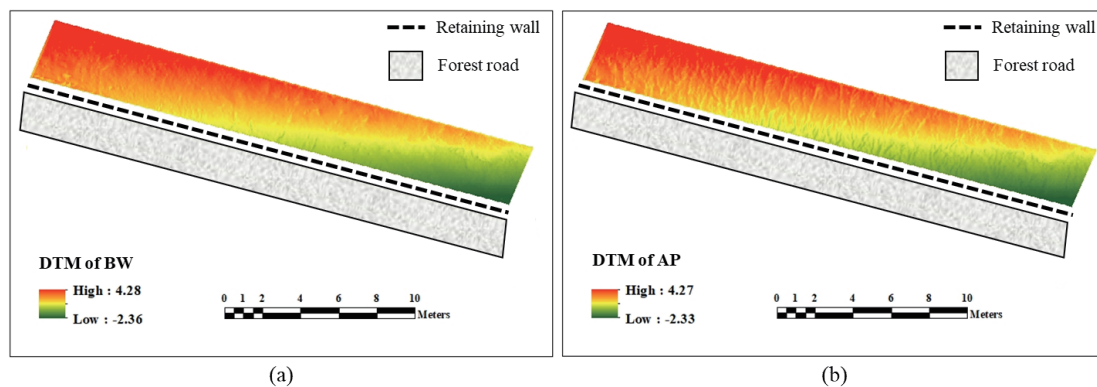 Retaining wall
Forest road
DTM of BW
High : 4.28
Low : -2.36
0 1 2 4 6 8 10
Meters
(a)
Retaining wall
Forest road
DTM of AP
High : 4.27
Low : -2.33
0 1 2 4 6 8 10
Meters
(b)